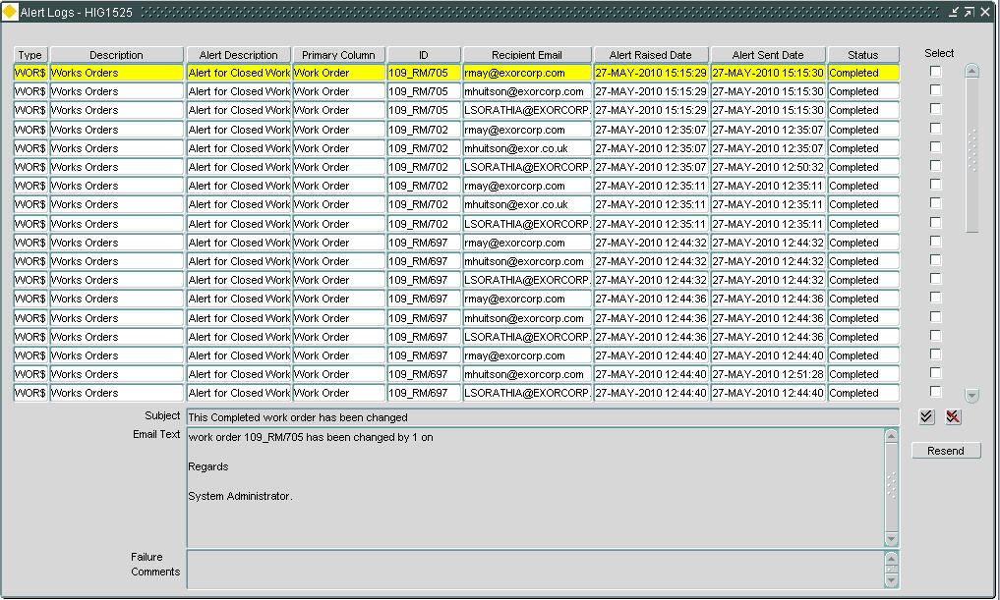 Alert Logs - HIG1525
Type Description Alert Description Primary Column ID Recipient Email Alert Raised Date Alert Sent Date Status Select
WOR$ Works Orders Alert for Closed Work Work Order 109_RM/705 rmay@exorcorp.com 27-MAY-2010 15:15:29 27-MAY-2010 15:15:30 Completed
WOR$ Works Orders Alert for Closed Work Work Order 109_RM/705 mhuitson@exorcorp.com 27-MAY-2010 15:15:29 27-MAY-2010 15:15:30 Completed
WOR$ Works Orders Alert for Closed Work Work Order 109_RM/705 LSORATHIA@EXORCORP. 27-MAY-2010 15:15:29 27-MAY-2010 15:15:30 Completed
WOR$ Works Orders Alert for Closed Work Work Order 109_RM/702 rmay@exorcorp.com 27-MAY-2010 12:35:07 27-MAY-2010 12:35:07 Completed
WOR$ Works Orders Alert for Closed Work Work Order 109_RM/702 mhuitson@exor.co.uk 27-MAY-2010 12:35:07 27-MAY-2010 12:35:07 Completed
WOR$ Works Orders Alert for Closed Work Work Order 109_RM/702 LSORATHIA@EXORCORP. 27-MAY-2010 12:35:07 27-MAY-2010 12:50:32 Completed
WOR$ Works Orders Alert for Closed Work Work Order 109_RM/702 rmay@exorcorp.com 27-MAY-2010 12:35:11 27-MAY-2010 12:35:11 Completed
WOR$ Works Orders Alert for Closed Work Work Order 109_RM/702 mhuitson@exor.co.uk 27-MAY-2010 12:35:11 27-MAY-2010 12:35:11 Completed
WOR$ Works Orders Alert for Closed Work Work Order 109_RM/702 LSORATHIA@EXORCORP. 27-MAY-2010 12:35:11 27-MAY-2010 12:35:11 Completed
WOR$ Works Orders Alert for Closed Work Work Order 109_RM/697 rmay@exorcorp.com 27-MAY-2010 12:44:32 27-MAY-2010 12:44:32 Completed
WOR$ Works Orders Alert for Closed Work Work Order 109_RM/697 mhuitson@exorcorp.com 27-MAY-2010 12:44:32 27-MAY-2010 12:44:32 Completed
WOR$ Works Orders Alert for Closed Work Work Order 109_RM/697 LSORATHIA@EXORCORP. 27-MAY-2010 12:44:32 27-MAY-2010 12:44:32 Completed
WOR$ Works Orders Alert for Closed Work Work Order 109_RM/697 rmay@exorcorp.com 27-MAY-2010 12:44:36 27-MAY-2010 12:44:36 Completed
WOR$ Works Orders Alert for Closed Work Work Order 109_RM/697 mhuitson@exorcorp.com 27-MAY-2010 12:44:36 27-MAY-2010 12:44:36 Completed
WOR$ Works Orders Alert for Closed Work Work Order 109_RM/697 LSORATHIA@EXORCORP. 27-MAY-2010 12:44:36 27-MAY-2010 12:44:36 Completed
WOR$ Works Orders Alert for Closed Work Work Order 109_RM/697 rmay@exorcorp.com 27-MAY-2010 12:44:40 27-MAY-2010 12:44:40 Completed
WOR$ Works Orders Alert for Closed Work Work Order 109_RM/697 mhuitson@exorcorp.com 27-MAY-2010 12:44:40 27-MAY-2010 12:51:28 Completed
WOR$ Works Orders Alert for Closed Work Work Order 109_RM/697 LSORATHIA@EXORCORP. 27-MAY-2010 12:44:40 27-MAY-2010 12:44:40 Completed
Subject This Completed work order has been changed
Email Text work order 109_RM/705 has been changed by 1 on
Resend
Regards
System Administrator.
Failure
Comments